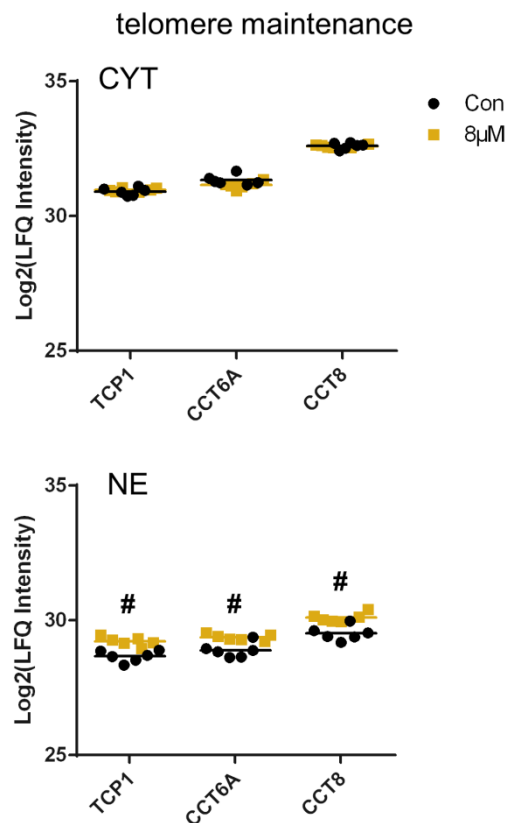 telomere maintenance
CYT
Con
8µM
Log2(LFQ Intensity)
35
30
25
TCP1
CCT6A
CCT8
NE
Log2(LFQ Intensity)
35
30
25
# # #
TCP1
CCT6A
CCT8